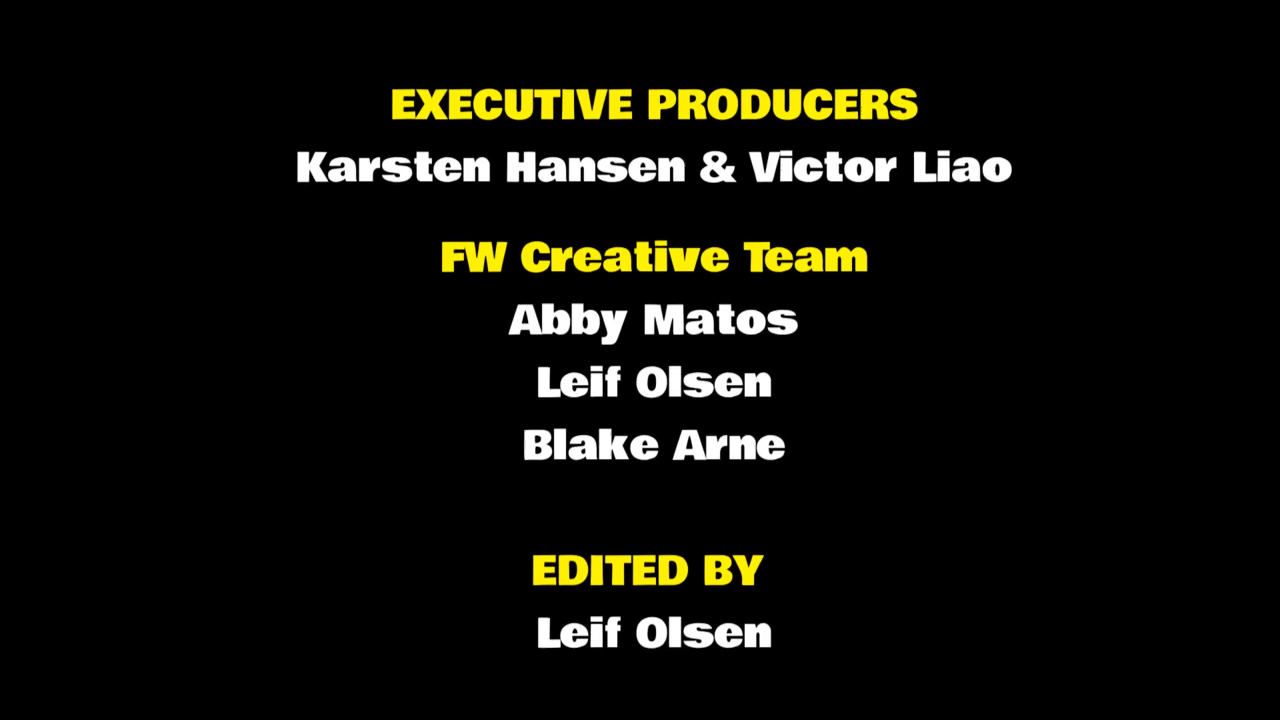 EXECUTIVE PRODUCERS
Karsten Hansen & Victor Liao
FW Creative Team
Abby Matos
Leif Olsen
Blake Arne
EDITED BY
Leif Olsen